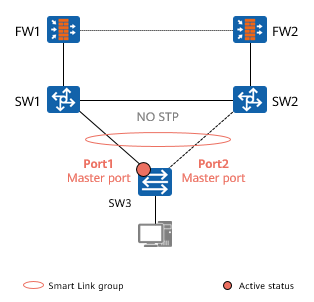 FW1
FW2
SW1
SW2
NO STP
Port1
Master port
Port2
Master port
SW3
Smart Link group
Active status